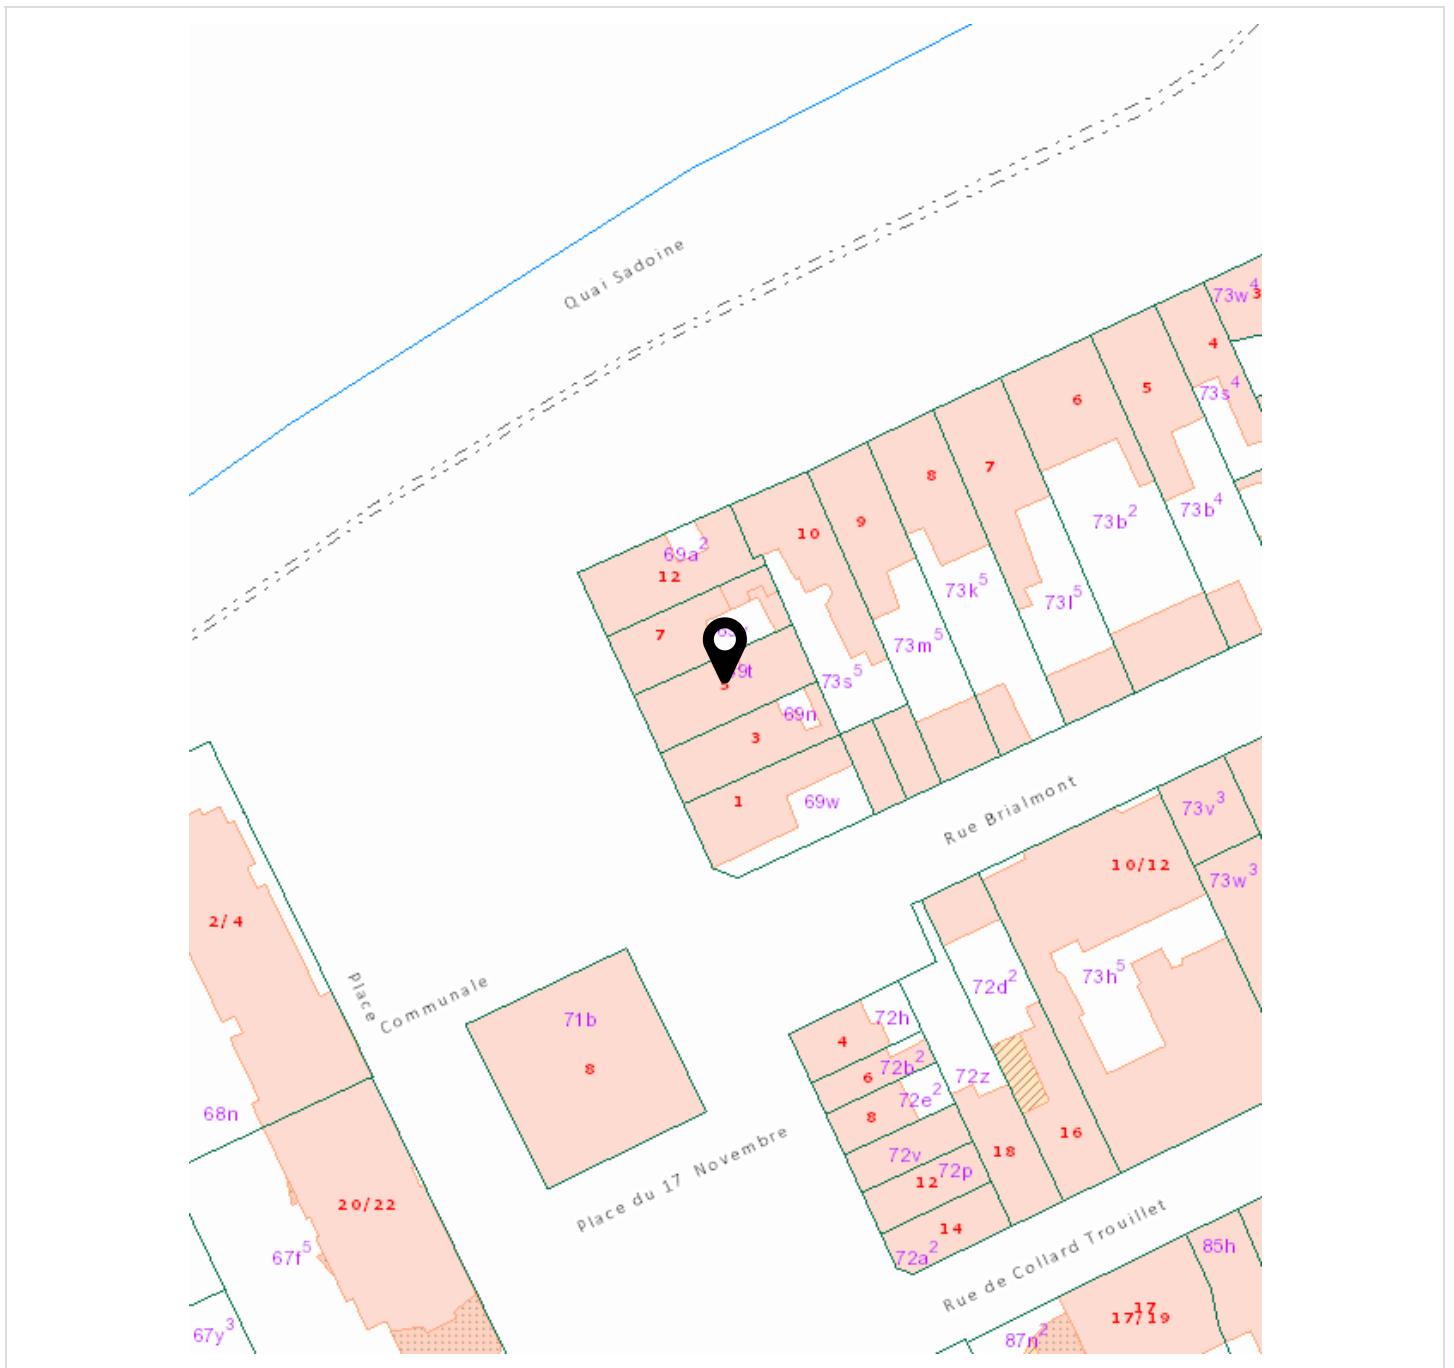 Quai Sadoine
73w⁴
3
4
73s⁴
5
6
7
8
9
10
73b⁴
73b²
73l⁵
73k⁵
73m⁵
73s⁵
69a²
12
7
69n
3
1
69w
Rue Brialmont
73v³
10/12
73w³
73h⁵
72d²
2/4
Place
Communale
71b
8
72h
4
72b²
6
72z
72e²
8
68n
16
Place du 17 Novembre
72v
18
72p
12
14
72a²
20/22
67f⁵
Rue de Collard Trouillet
85h
17
17/19
87n²
67y³